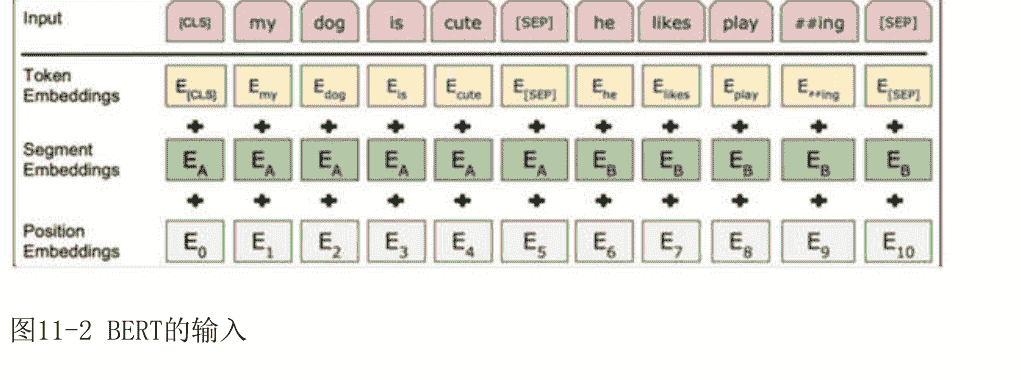 Input [CLS] my dog is cute [SEP] he likes play ##ing [SEP]
Token Embeddings E[CLS] Emy Edog Eis Ecute E[SEP] Ehe Elikes Eplay E##ing E[SEP]
+ + + + + + + + + + +
Segment Embeddings EA EA EA EA EA EA EB EB EB EB EB
+ + + + + + + + + + +
Position Embeddings E0 E1 E2 E3 E4 E5 E6 E7 E8 E9 E10
图11-2 BERT的输入